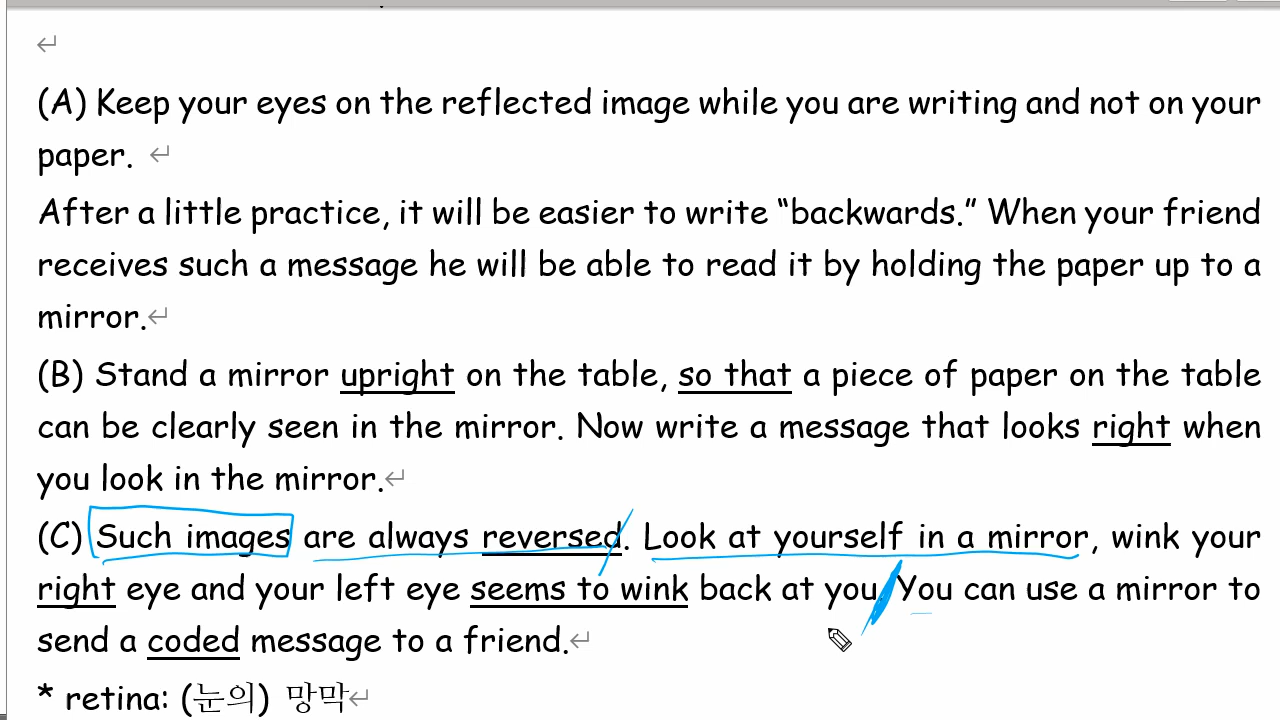 (A) Keep your eyes on the reflected image while you are writing and not on your
paper.
After a little practice, it will be easier to write “backwards.” When your friend
receives such a message he will be able to read it by holding the paper up to a
mirror.
(B) Stand a mirror upright on the table, so that a piece of paper on the table
can be clearly seen in the mirror. Now write a message that looks right when
you look in the mirror.
(C) Such images are always reversed. Look at yourself in a mirror, wink your
right eye and your left eye seems to wink back at you. You can use a mirror to
send a coded message to a friend.
* retina: (눈의) 망막